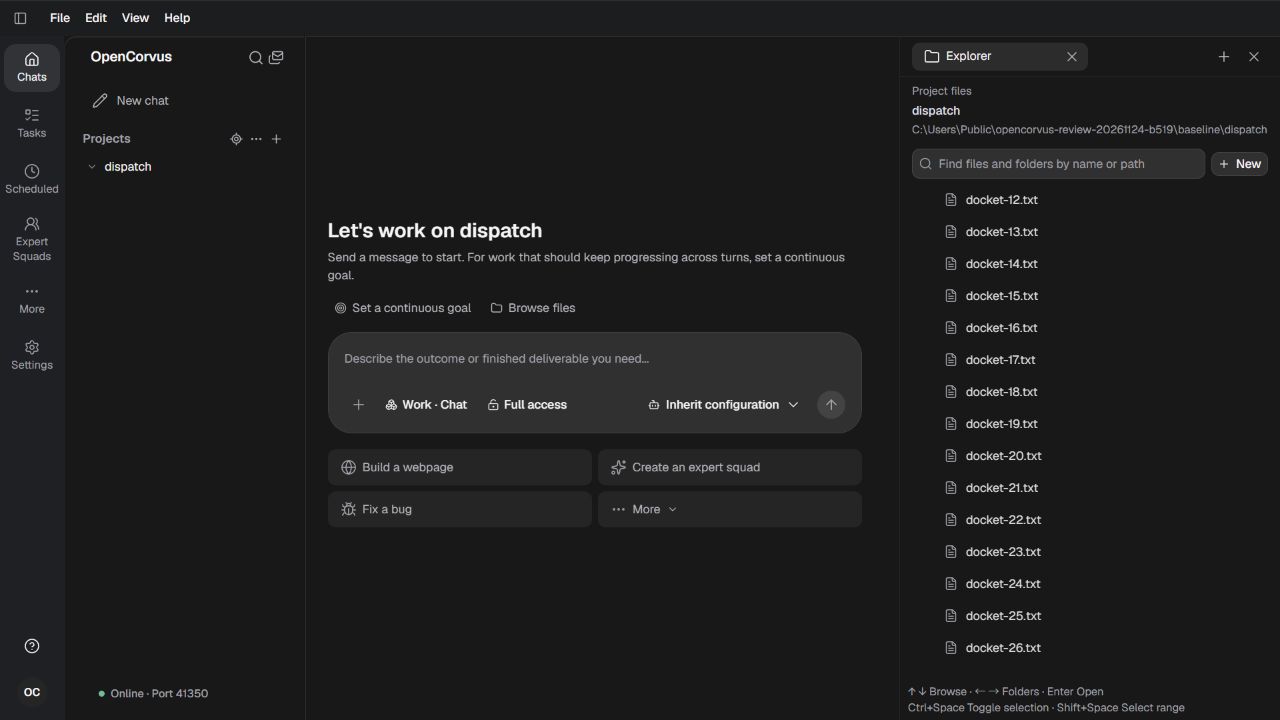 File Edit View Help
Chats
Tasks
Scheduled
Expert
Squads
More
Settings
OC
OpenCorvus
New chat
Projects
dispatch
Online · Port 41350
Let's work on dispatch
Send a message to start. For work that should keep progressing across turns, set a continuous
goal.
Set a continuous goal Browse files
Describe the outcome or finished deliverable you need...
Work · Chat Full access Inherit configuration
Build a webpage Create an expert squad
Fix a bug More
Explorer
Project files
dispatch
C:\Users\Public\opencorvus-review-20261124-b519\baseline\dispatch
Find files and folders by name or path New
docket-12.txt
docket-13.txt
docket-14.txt
docket-15.txt
docket-16.txt
docket-17.txt
docket-18.txt
docket-19.txt
docket-20.txt
docket-21.txt
docket-22.txt
docket-23.txt
docket-24.txt
docket-25.txt
docket-26.txt
↑ ↓ Browse · ← → Folders · Enter Open
Ctrl+Space Toggle selection · Shift+Space Select range